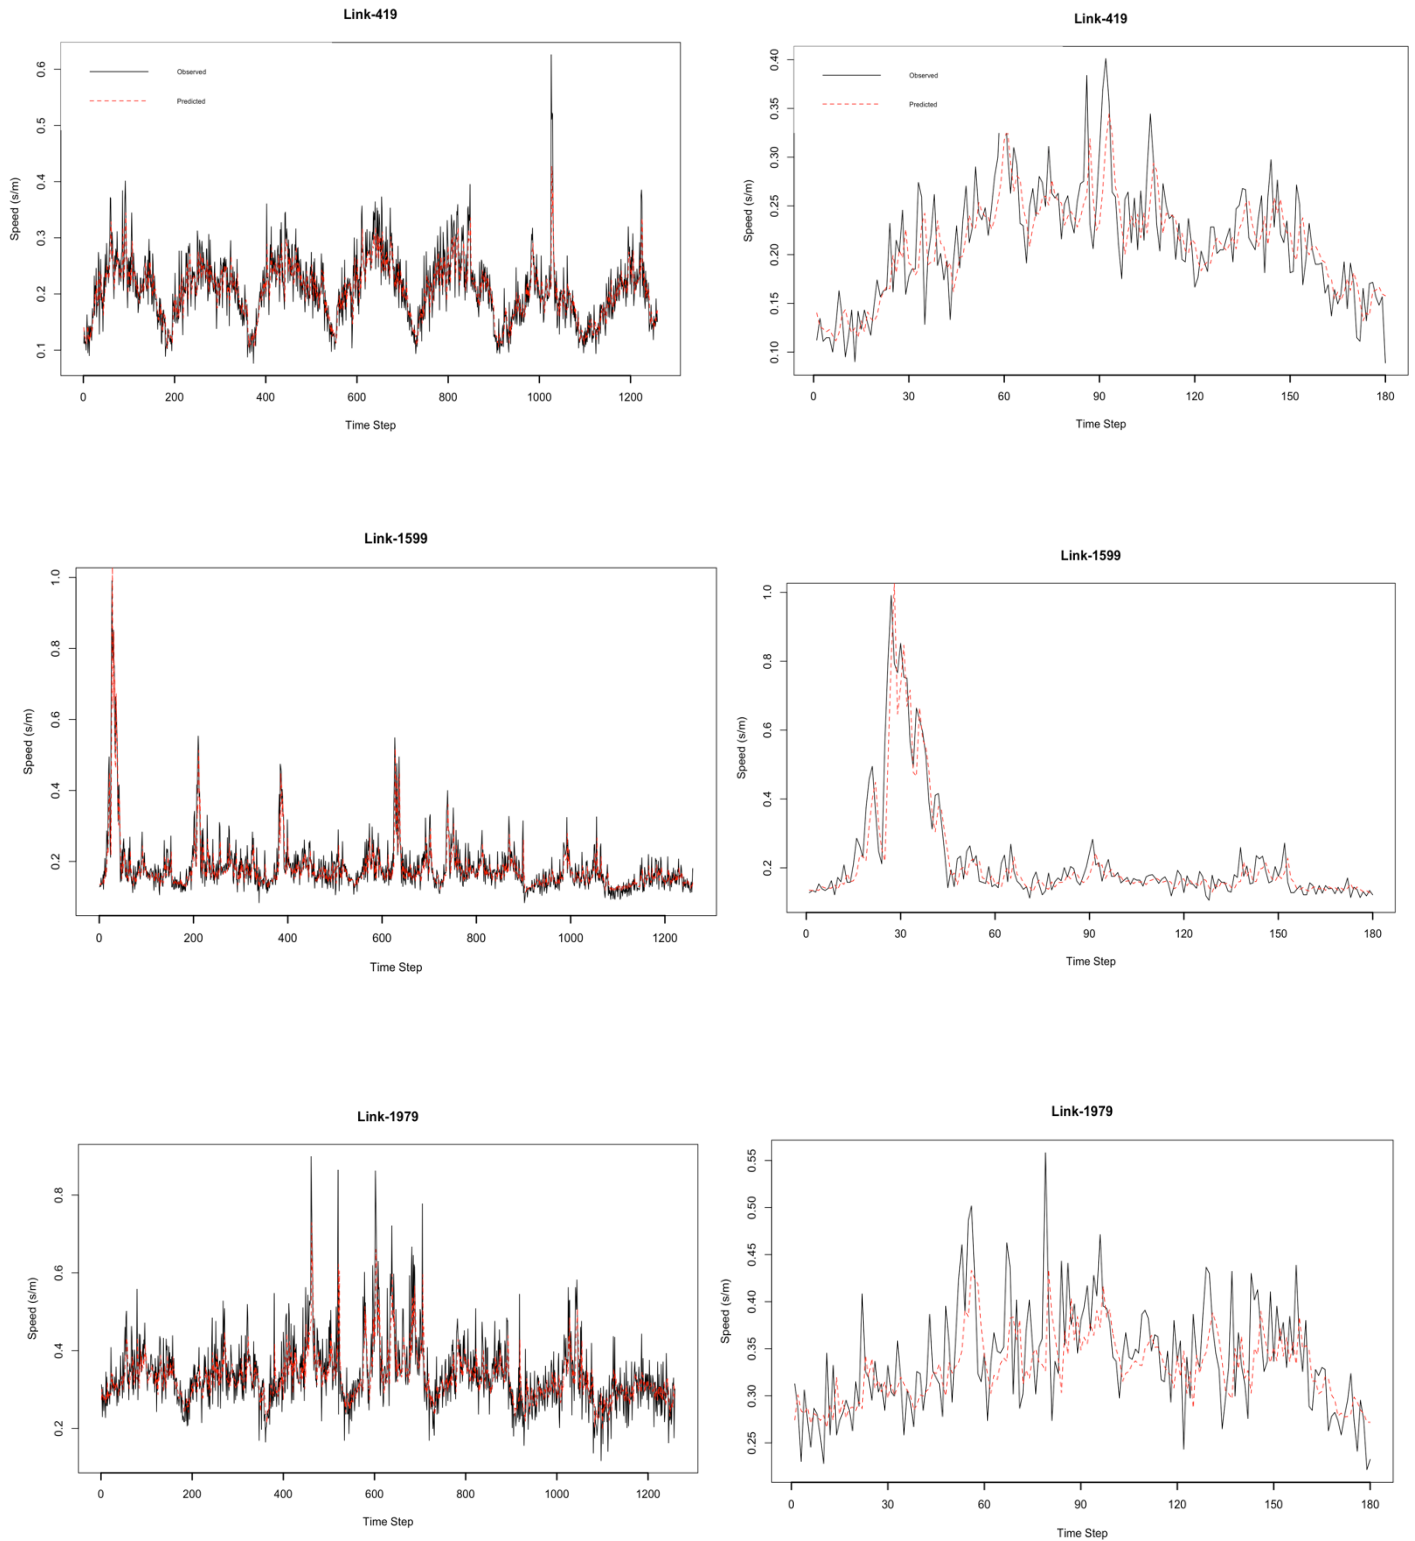 Link-419
Observed
Predicted
0.6
0.5
0.4
0.3
0.2
0.1
Speed (s/m)
0 200 400 600 800 1000 1200
Time Step
Link-419
Observed
Predicted
0.40
0.35
0.30
0.25
0.20
0.15
0.10
Speed (s/m)
0 30 60 90 120 150 180
Time Step
Link-1599
1.0
0.8
0.6
0.4
0.2
Speed (s/m)
0 200 400 600 800 1000 1200
Time Step
Link-1599
1.0
0.8
0.6
0.4
0.2
Speed (s/m)
0 30 60 90 120 150 180
Time Step
Link-1979
0.8
0.6
0.4
0.2
Speed (s/m)
0 200 400 600 800 1000 1200
Time Step
Link-1979
0.55
0.50
0.45
0.40
0.35
0.30
0.25
Speed (s/m)
0 30 60 90 120 150 180
Time Step